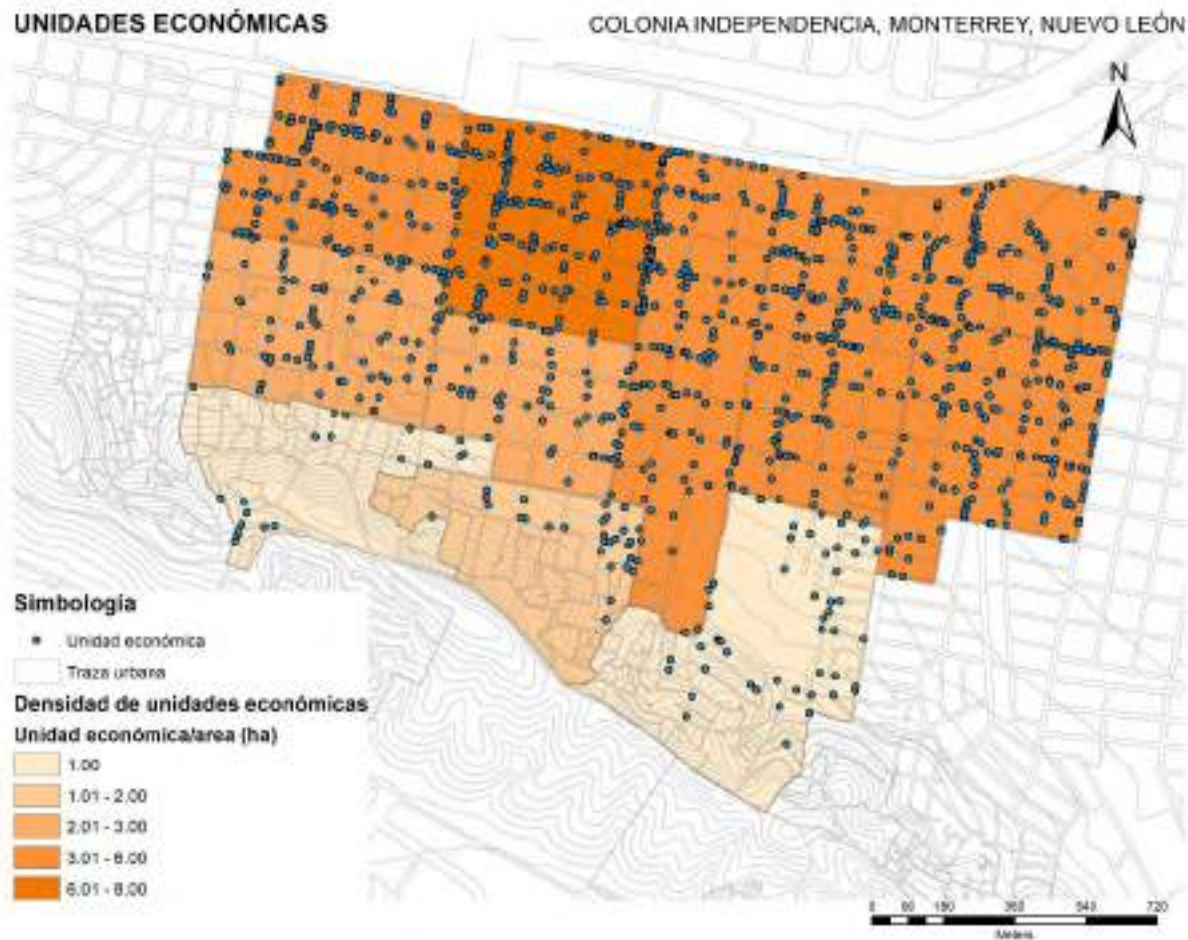 UNIDADES ECONÓMICAS
COLONIA INDEPENDENCIA, MONTERREY, NUEVO LEÓN
N
Simbología
Unidad económica
Traza urbana
Densidad de unidades económicas
Unidad económica/area (ha)
1.00
1.01 - 2.00
2.01 - 3.00
3.01 - 6.00
6.01 - 8.00
0 90 180 360 540 720
Meters